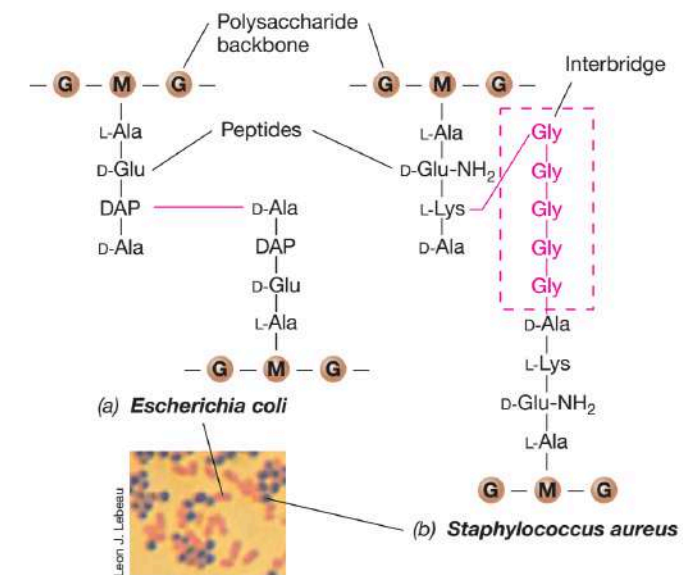 Polysaccharide
backbone
Interbridge
– G – M – G –
– G – M – G –
L-Ala
Peptides
L-Ala
Gly
D-Glu
D-Glu-NH2
Gly
DAP
D-Ala
L-Lys
Gly
D-Ala
DAP
D-Ala
Gly
D-Glu
Gly
L-Ala
D-Ala
– G – M – G –
L-Lys
(a) Escherichia coli
D-Glu-NH2
L-Ala
G – M – G
(b) Staphylococcus aureus
Leon J. Lebeau